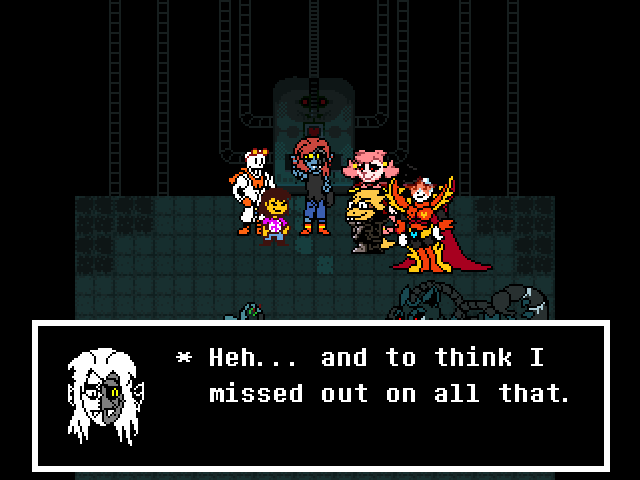 * Heh... and to think I
missed out on all that.